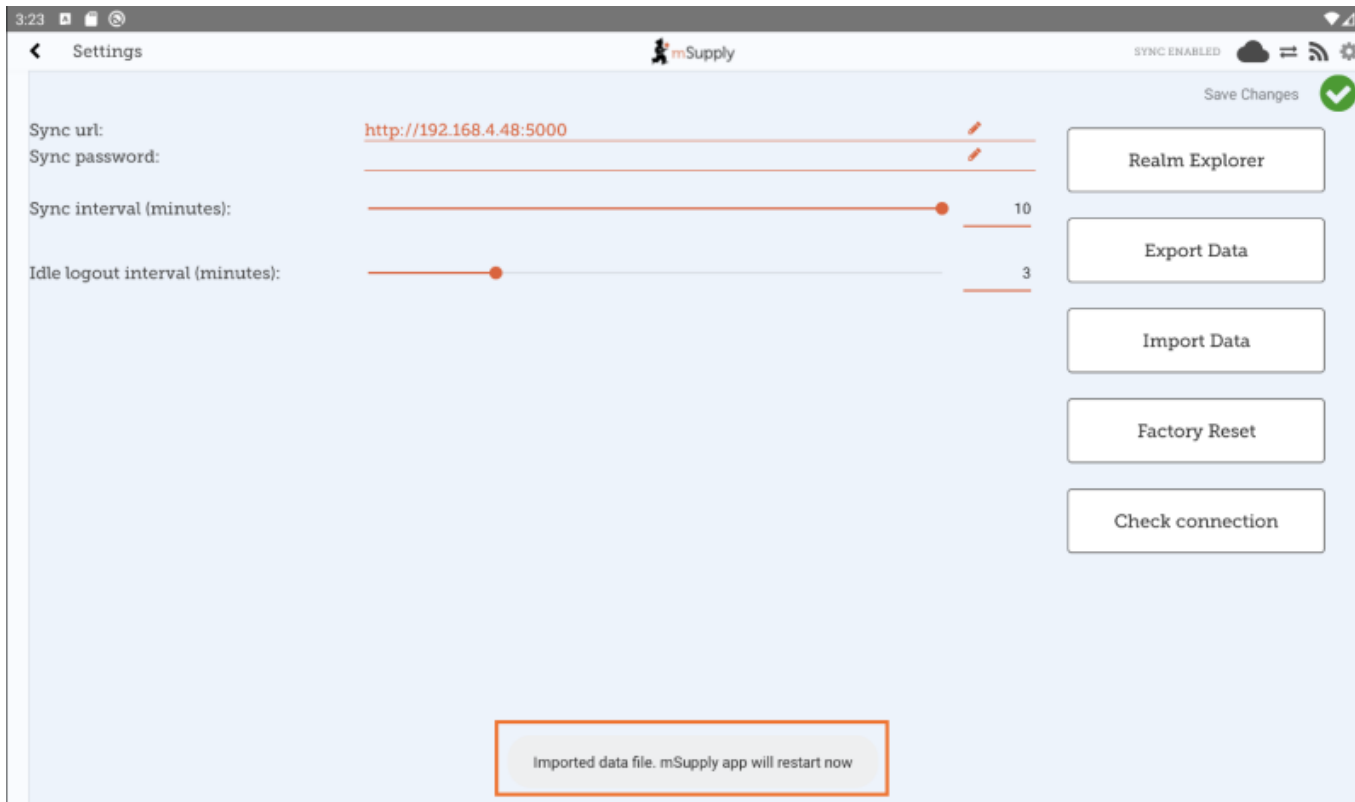 3:23
Settings
mSupply
SYNC ENABLED
Save Changes
Sync url: http://192.168.4.48:5000
Sync password:
Sync interval (minutes): 10
Idle logout interval (minutes): 3
Realm Explorer
Export Data
Import Data
Factory Reset
Check connection
Imported data file. mSupply app will restart now